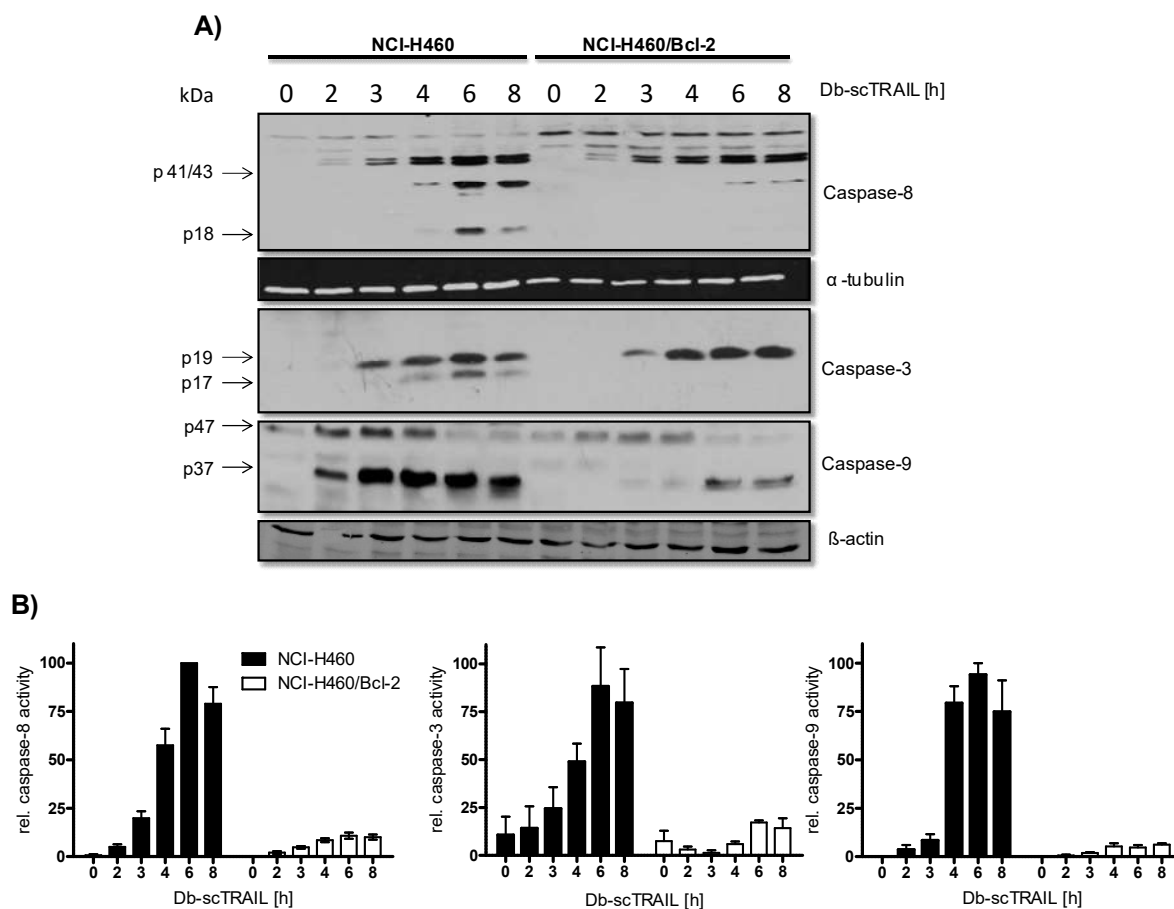 A)
NCI-H460 NCI-H460/Bcl-2
kDa 0 2 3 4 6 8 0 2 3 4 6 8 Db-scTRAIL [h]
p 41/43
Caspase-8
p18
α -tubulin
p19
Caspase-3
p17
p47
Caspase-9
p37
ß-actin
B)
rel. caspase-8 activity
100
75
50
25
0
NCI-H460
NCI-H460/Bcl-2
0 2 3 4 6 8 0 2 3 4 6 8
Db-scTRAIL [h]
rel. caspase-3 activity
100
75
50
25
0
0 2 3 4 6 8 0 2 3 4 6 8
Db-scTRAIL [h]
rel. caspase-9 activity
100
75
50
25
0
0 2 3 4 6 8 0 2 3 4 6 8
Db-scTRAIL [h]